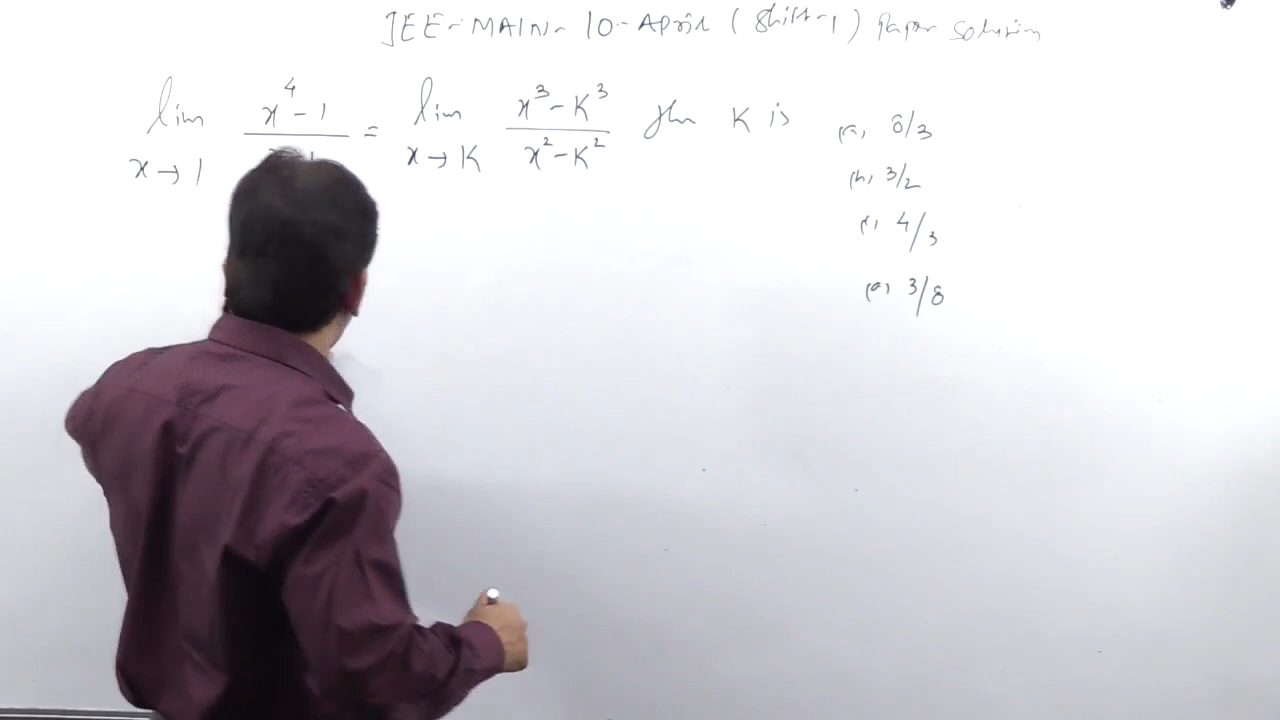 JEE-MAIN-10-April (Shift-1) Paper solution
lim x→1 x⁴-1 / = lim x→K x³-K³ / x²-K² then K is
(a) 8/3
(b) 3/2
(c) 4/3
(d) 3/8